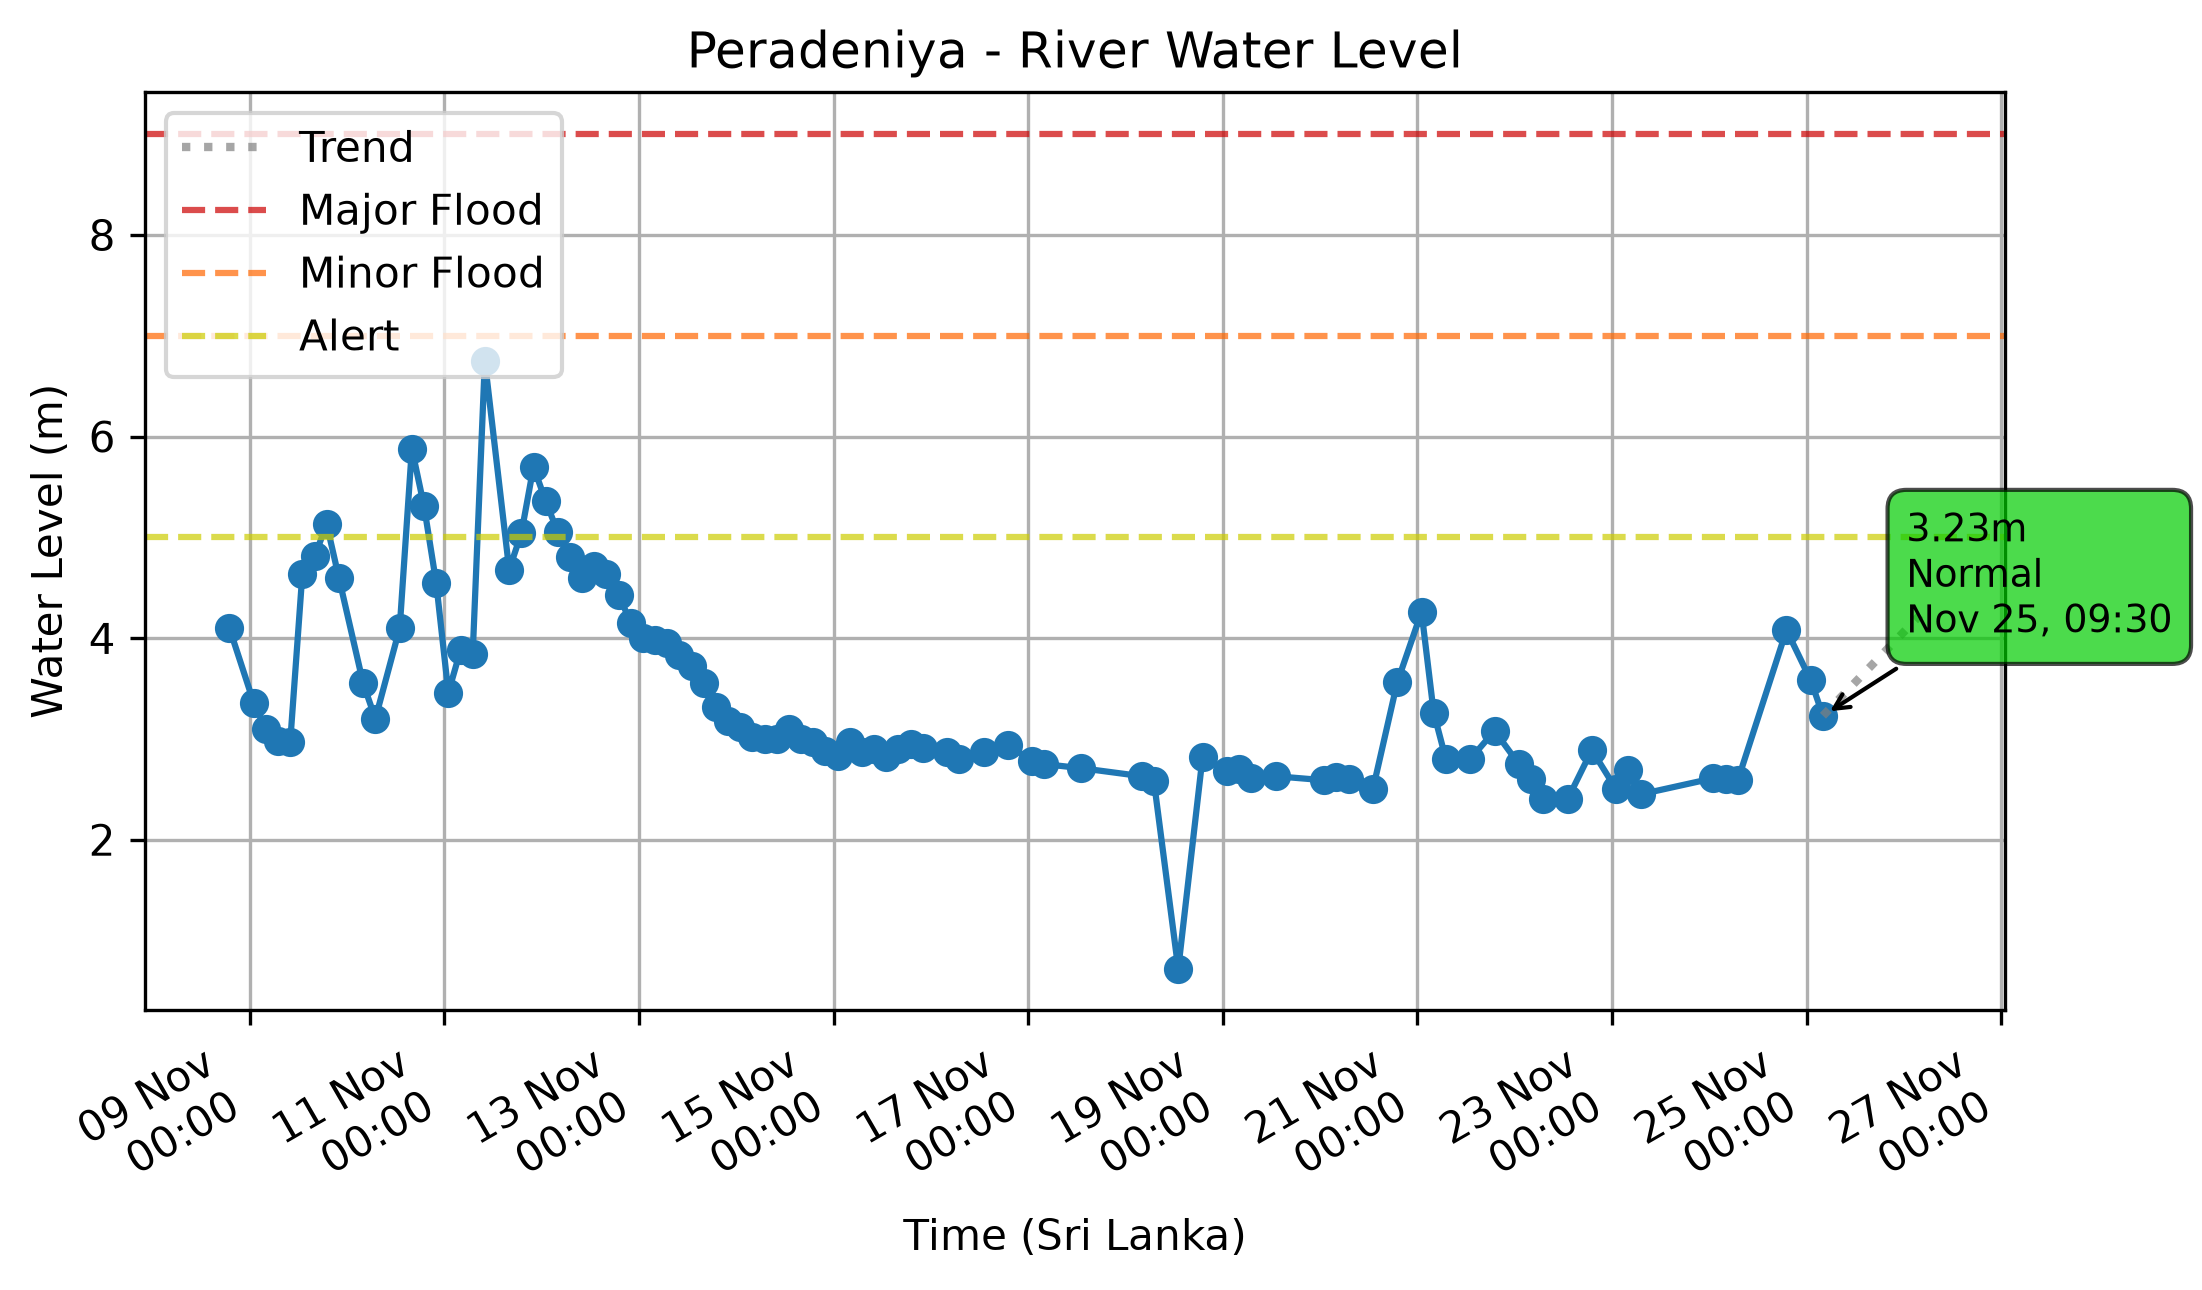 Peradeniya - River Water Level
Trend
Major Flood
Minor Flood
Alert
Water Level (m)
8
6
4
2
3.23m
Normal
Nov 25, 09:30
09 Nov
00:00
11 Nov
00:00
13 Nov
00:00
15 Nov
00:00
17 Nov
00:00
19 Nov
00:00
21 Nov
00:00
23 Nov
00:00
25 Nov
00:00
27 Nov
00:00
Time (Sri Lanka)